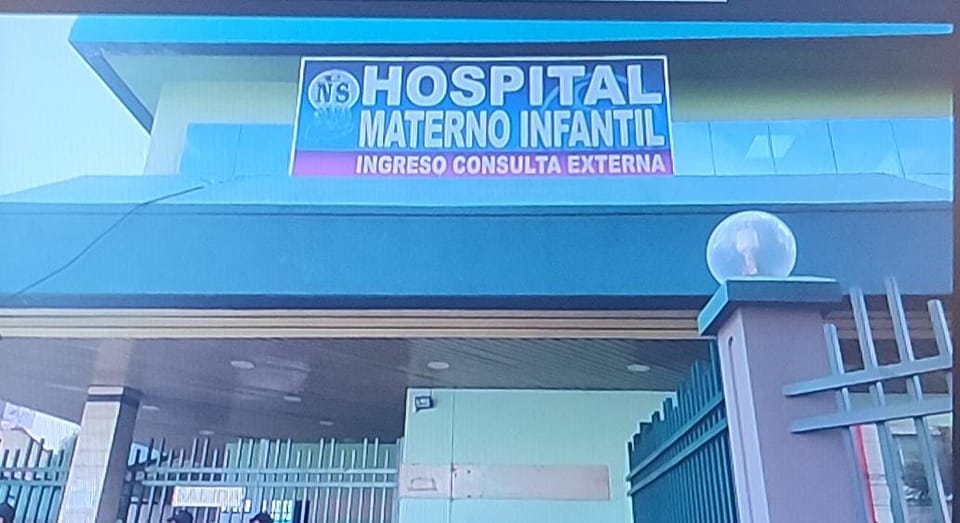 NS
HOSPITAL
MATERNO INFANTIL
INGRESO CONSULTA EXTERNA